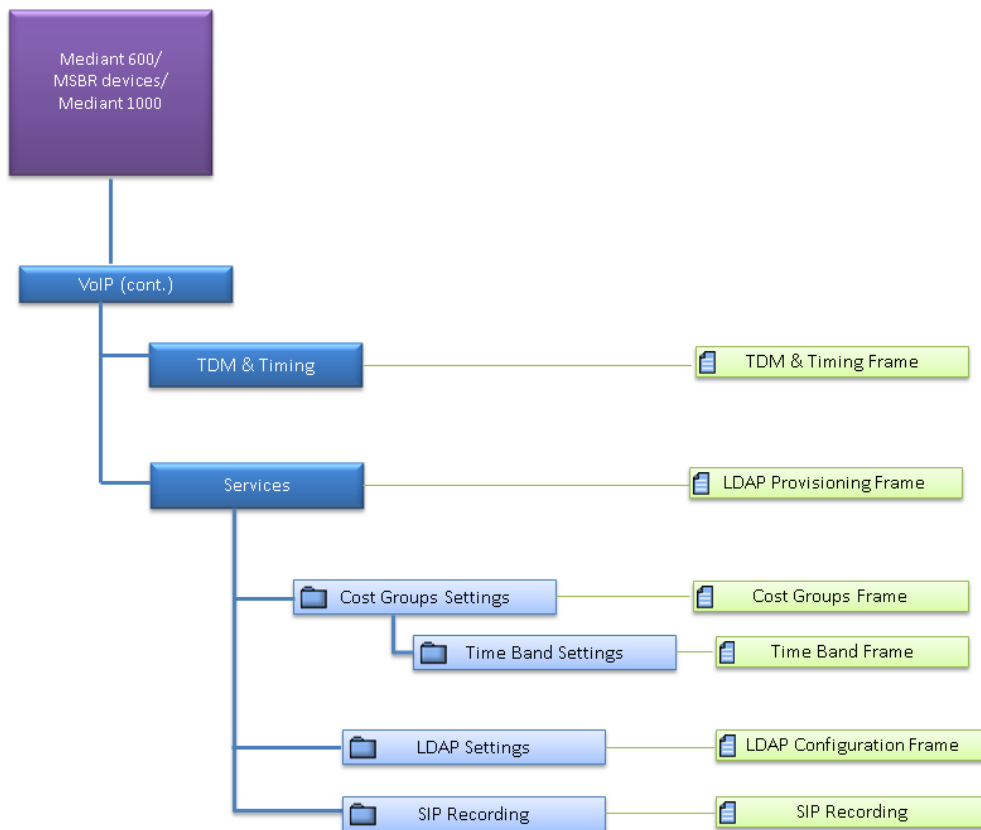 Mediant 600/
MSBR devices/
Mediant 1000
VoIP (cont.)
TDM & Timing
TDM & Timing Frame
Services
LDAP Provisioning Frame
Cost Groups Settings
Cost Groups Frame
Time Band Settings
Time Band Frame
LDAP Settings
LDAP Configuration Frame
SIP Recording
SIP Recording